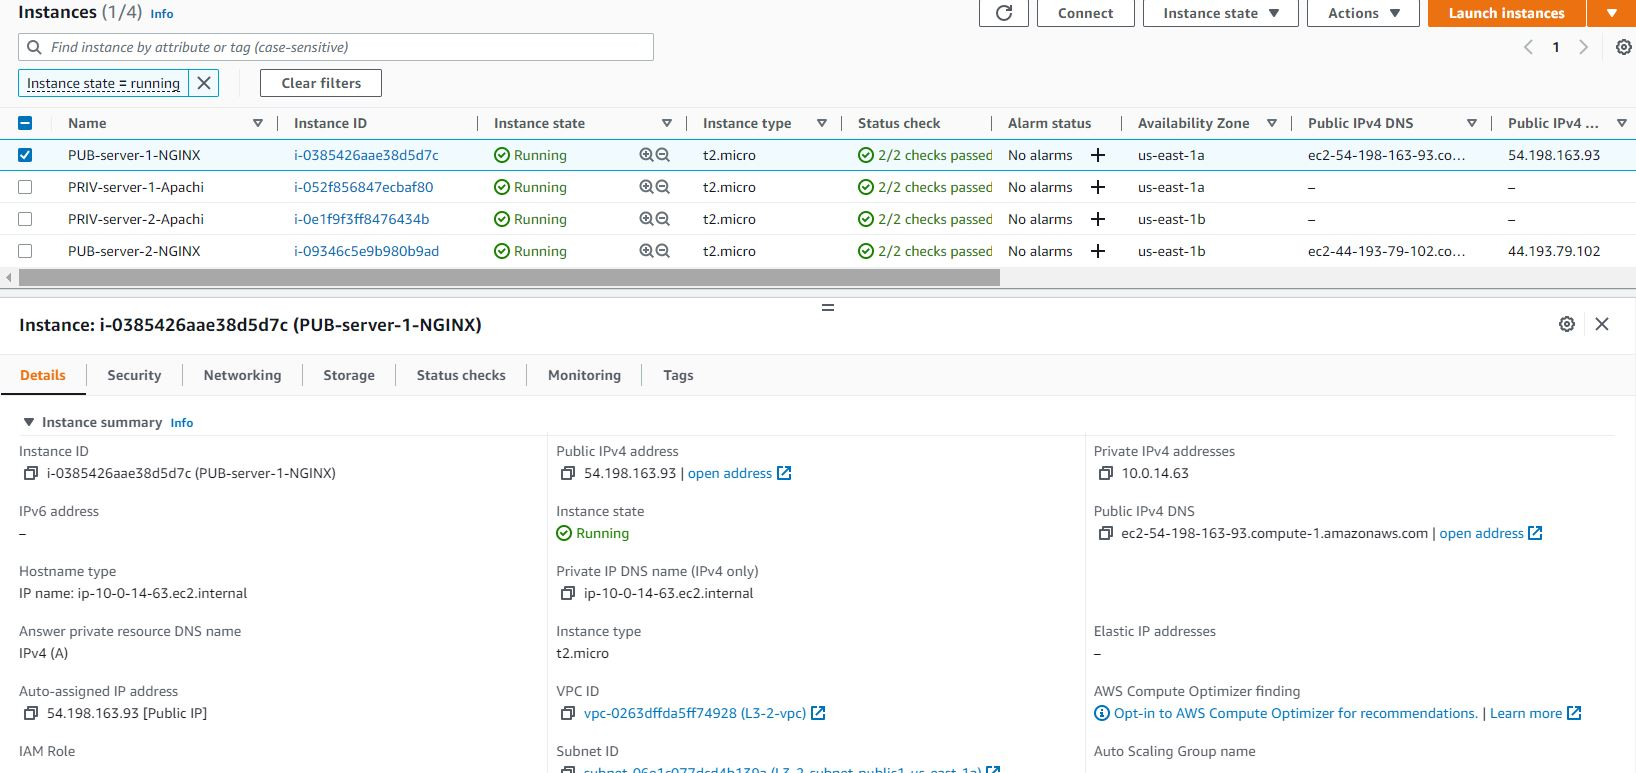 Instances (1/4) Info Connect Instance state Actions Launch instances
Find instance by attribute or tag (case-sensitive) 1
Instance state = running Clear filters
Name Instance ID Instance state Instance type Status check Alarm status Availability Zone Public IPv4 DNS Public IPv4 ...
PUB-server-1-NGINX i-0385426aae38d5d7c Running t2.micro 2/2 checks passed No alarms + us-east-1a ec2-54-198-163-93.co... 54.198.163.93
PRIV-server-1-Apachi i-052f856847ecbaf80 Running t2.micro 2/2 checks passed No alarms + us-east-1a – –
PRIV-server-2-Apachi i-0e1f9f3ff8476434b Running t2.micro 2/2 checks passed No alarms + us-east-1b – –
PUB-server-2-NGINX i-09346c5e9b980b9ad Running t2.micro 2/2 checks passed No alarms + us-east-1b ec2-44-193-79-102.co... 44.193.79.102
Instance: i-0385426aae38d5d7c (PUB-server-1-NGINX)
Details Security Networking Storage Status checks Monitoring Tags
Instance summary Info
Instance ID Public IPv4 address Private IPv4 addresses
i-0385426aae38d5d7c (PUB-server-1-NGINX) 54.198.163.93 | open address 10.0.14.63
IPv6 address Instance state Public IPv4 DNS
– Running ec2-54-198-163-93.compute-1.amazonaws.com | open address
Hostname type Private IP DNS name (IPv4 only)
IP name: ip-10-0-14-63.ec2.internal ip-10-0-14-63.ec2.internal
Answer private resource DNS name Instance type Elastic IP addresses
IPv4 (A) t2.micro –
Auto-assigned IP address VPC ID AWS Compute Optimizer finding
54.198.163.93 [Public IP] vpc-0263dffda5ff74928 (L3-2-vpc) Opt-in to AWS Compute Optimizer for recommendations. | Learn more
IAM Role Subnet ID Auto Scaling Group name
(L3-2-subnet-public1-us-east-1a)